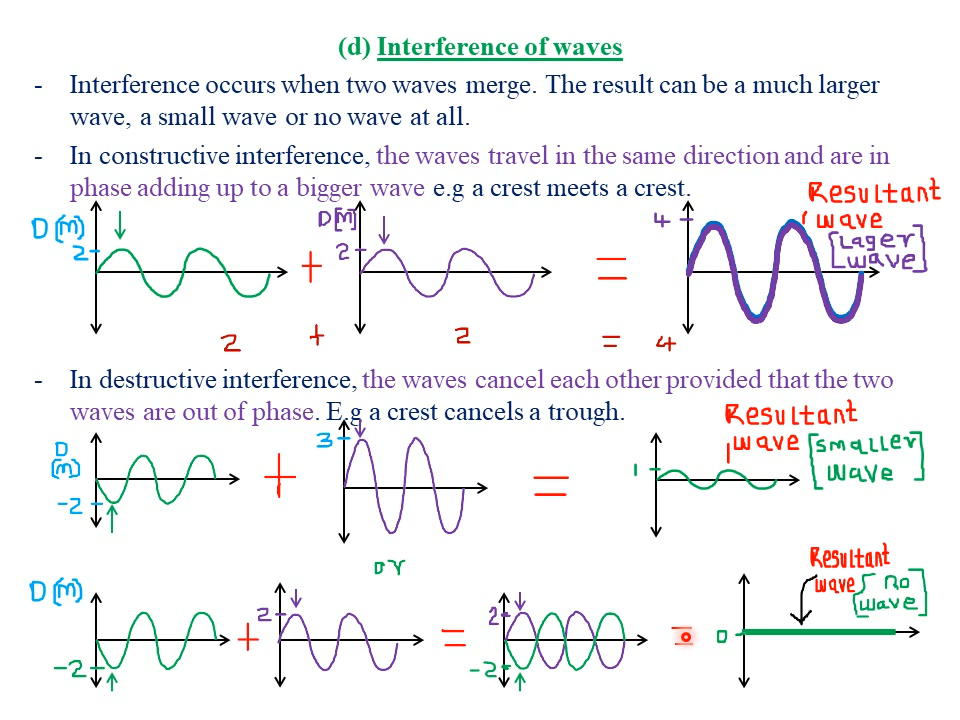 (d) Interference of waves
- Interference occurs when two waves merge. The result can be a much larger
wave, a small wave or no wave at all.
- In constructive interference, the waves travel in the same direction and are in
phase adding up to a bigger wave e.g a crest meets a crest.
D [m]
2
+
D [m]
2
=
4
Resultant
wave
[Lager
wave]
2 + 2 = 4
- In destructive interference, the waves cancel each other provided that the two
waves are out of phase. E.g a crest cancels a trough.
D
[m]
-2
+
3
=
1
Resultant
wave
[smaller
wave]
or
D [m]
-2
+
2
=
2
-2
=
0
Resultant
wave
[no
wave]